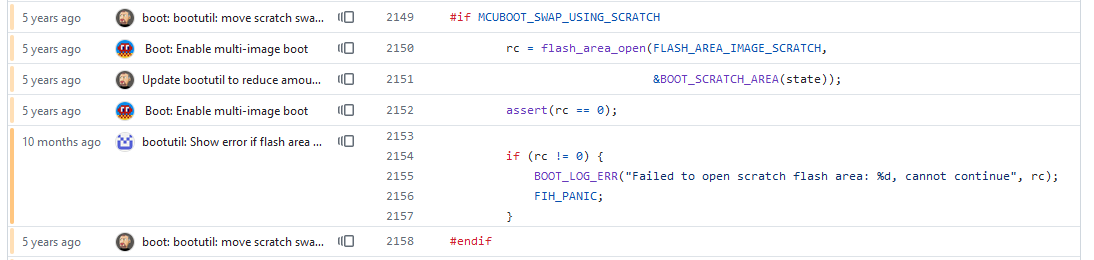 5 years ago boot: bootutil: move scratch swa... 2149 #if MCUBOOT_SWAP_USING_SCRATCH
5 years ago Boot: Enable multi-image boot 2150 rc = flash_area_open(FLASH_AREA_IMAGE_SCRATCH,
5 years ago Update bootutil to reduce amou... 2151 &BOOT_SCRATCH_AREA(state));
5 years ago Boot: Enable multi-image boot 2152 assert(rc == 0);
10 months ago bootutil: Show error if flash area ... 2153
2154 if (rc != 0) {
2155 BOOT_LOG_ERR("Failed to open scratch flash area: %d, cannot continue", rc);
2156 FIH_PANIC;
2157 }
5 years ago boot: bootutil: move scratch swa... 2158 #endif